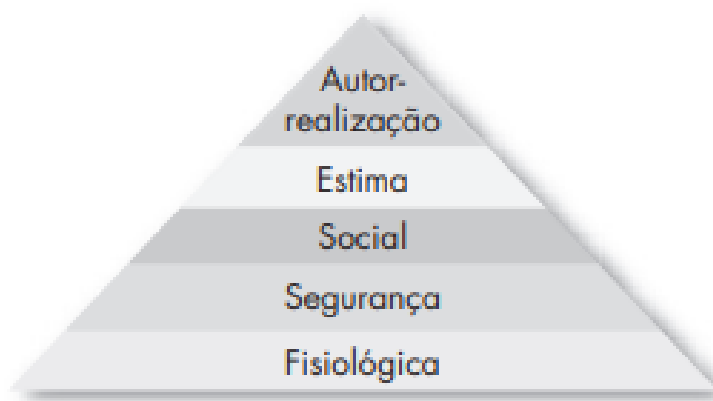 Autor-
realização
Estima
Social
Segurança
Fisiológica